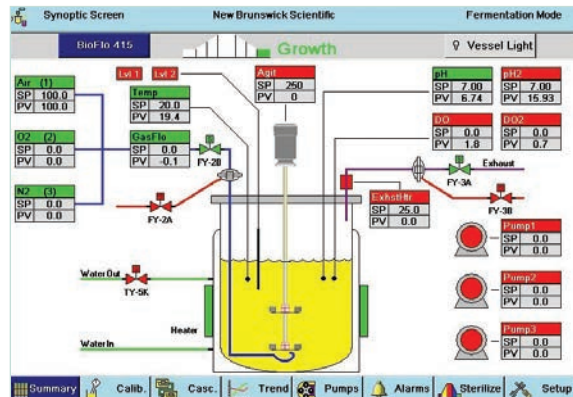 Synoptic Screen New Brunswick Scientific Fermentation Mode
BioFlo 415
Growth
Vessel Light
Air (1)
SP 100.0
PV 100.0
Lvl 1 Lvl 2
Temp
SP 20.0
PV 19.4
Agit
SP 250
PV 0
pH
SP 7.00
PV 6.74
pH2
SP 7.00
PV 15.93
O2 (2)
SP 0.0
PV 0.0
GasFlo
SP 0.0
PV -0.1
FY-2B
DO
SP 0.0
PV 1.8
DO2
SP 0.0
PV 0.7
N2 (3)
SP 0.0
PV 0.0
FY-2A
ExhstHtr
SP 25.0
PV 0.0
Exhaust
FY-3A
FY-3B
Pump1
SP 0.0
PV 0.0
WaterOut
TY-5K
Pump2
SP 0.0
PV 0.0
Heater
WaterIn
Pump3
SP 0.0
PV 0.0
Summary Calib. Casc. Trend Pumps Alarms Sterilize Setup